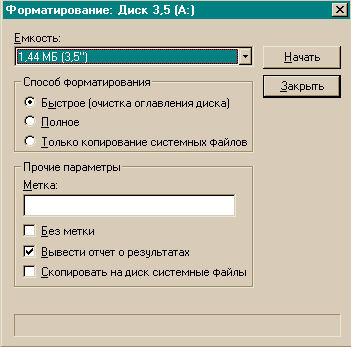 Форматирование: Диск 3,5 (A:)
Емкость:
1,44 МБ (3,5")
Начать
Закрыть
Способ форматирования
Быстрое (очистка оглавления диска)
Полное
Только копирование системных файлов
Прочие параметры
Метка:
Без метки
Вывести отчет о результатах
Скопировать на диск системные файлы